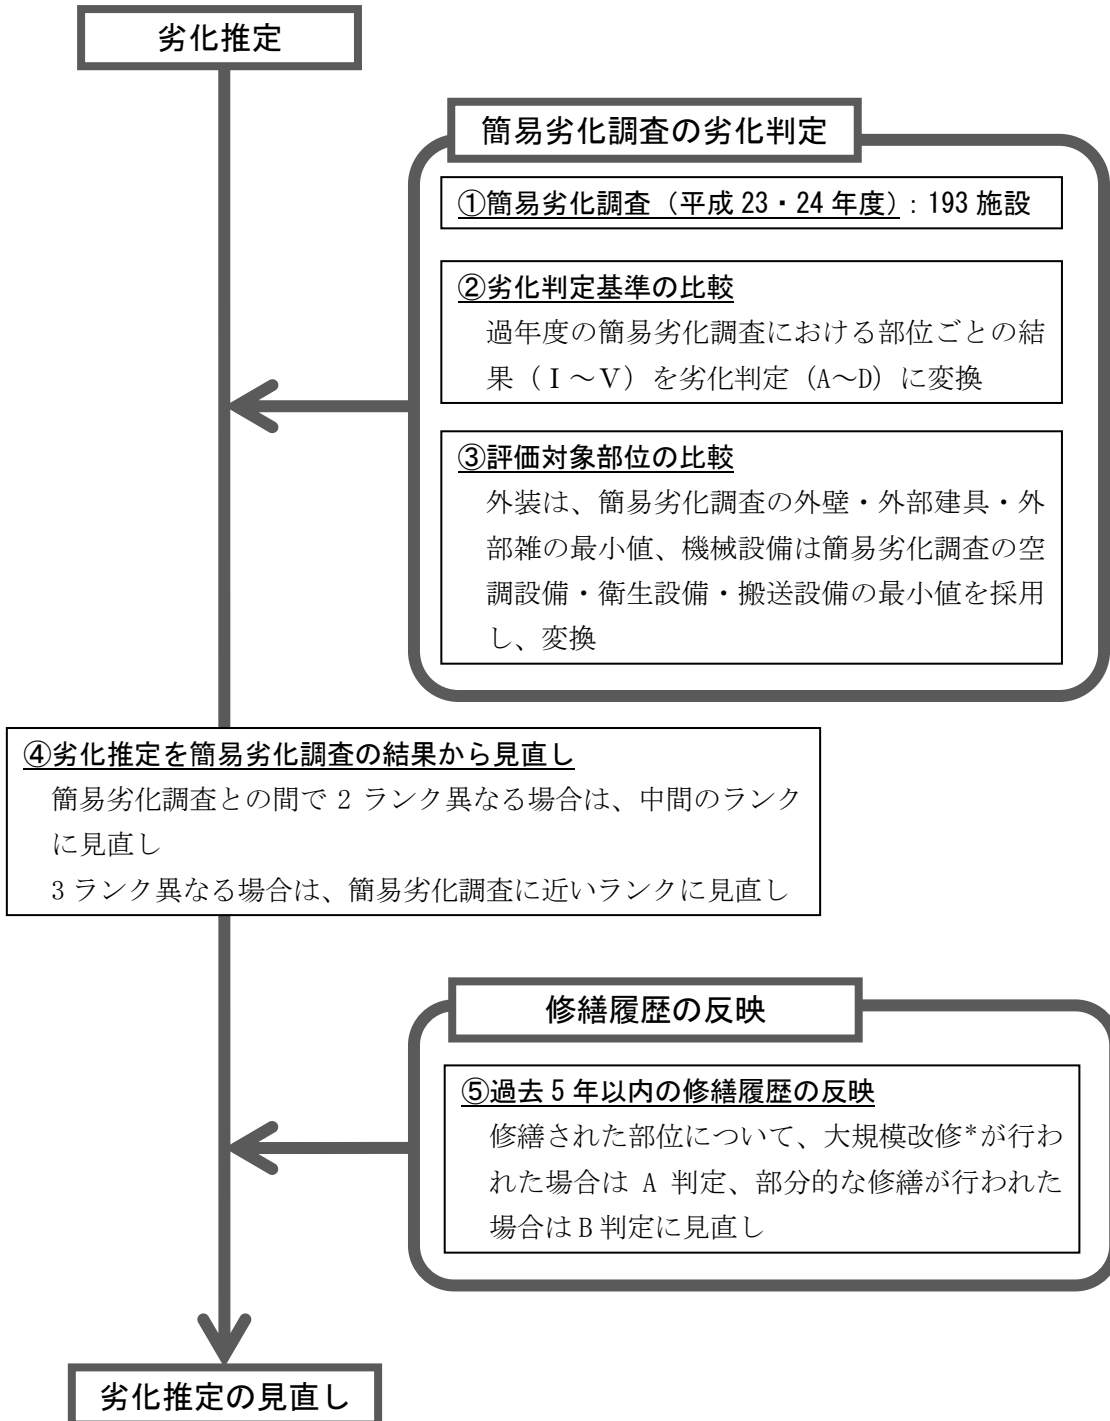 劣化推定
簡易劣化調査の劣化判定
①簡易劣化調査（平成 23・24 年度）：193 施設
②劣化判定基準の比較
過年度の簡易劣化調査における部位ごとの結
果（Ⅰ～Ⅴ）を劣化判定（A～D）に変換
③評価対象部位の比較
外装は、簡易劣化調査の外壁・外部建具・外
部雑の最小値、機械設備は簡易劣化調査の空
調設備・衛生設備・搬送設備の最小値を採用
し、変換
④劣化推定を簡易劣化調査の結果から見直し
簡易劣化調査との間で 2 ランク異なる場合は、中間のランク
に見直し
3 ランク異なる場合は、簡易劣化調査に近いランクに見直し
修繕履歴の反映
⑤過去 5 年以内の修繕履歴の反映
修繕された部位について、大規模改修*が行わ
れた場合は A 判定、部分的な修繕が行われた
場合は B 判定に見直し
劣化推定の見直し